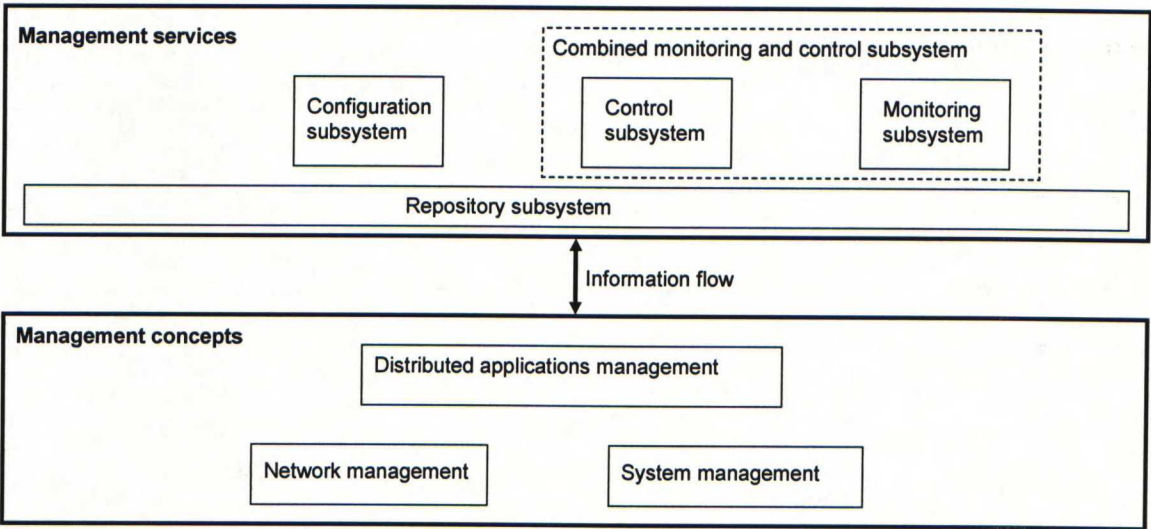 Management services
Combined monitoring and control subsystem
Configuration
subsystem
Control
subsystem
Monitoring
subsystem
Repository subsystem
Information flow
Management concepts
Distributed applications management
Network management
System management